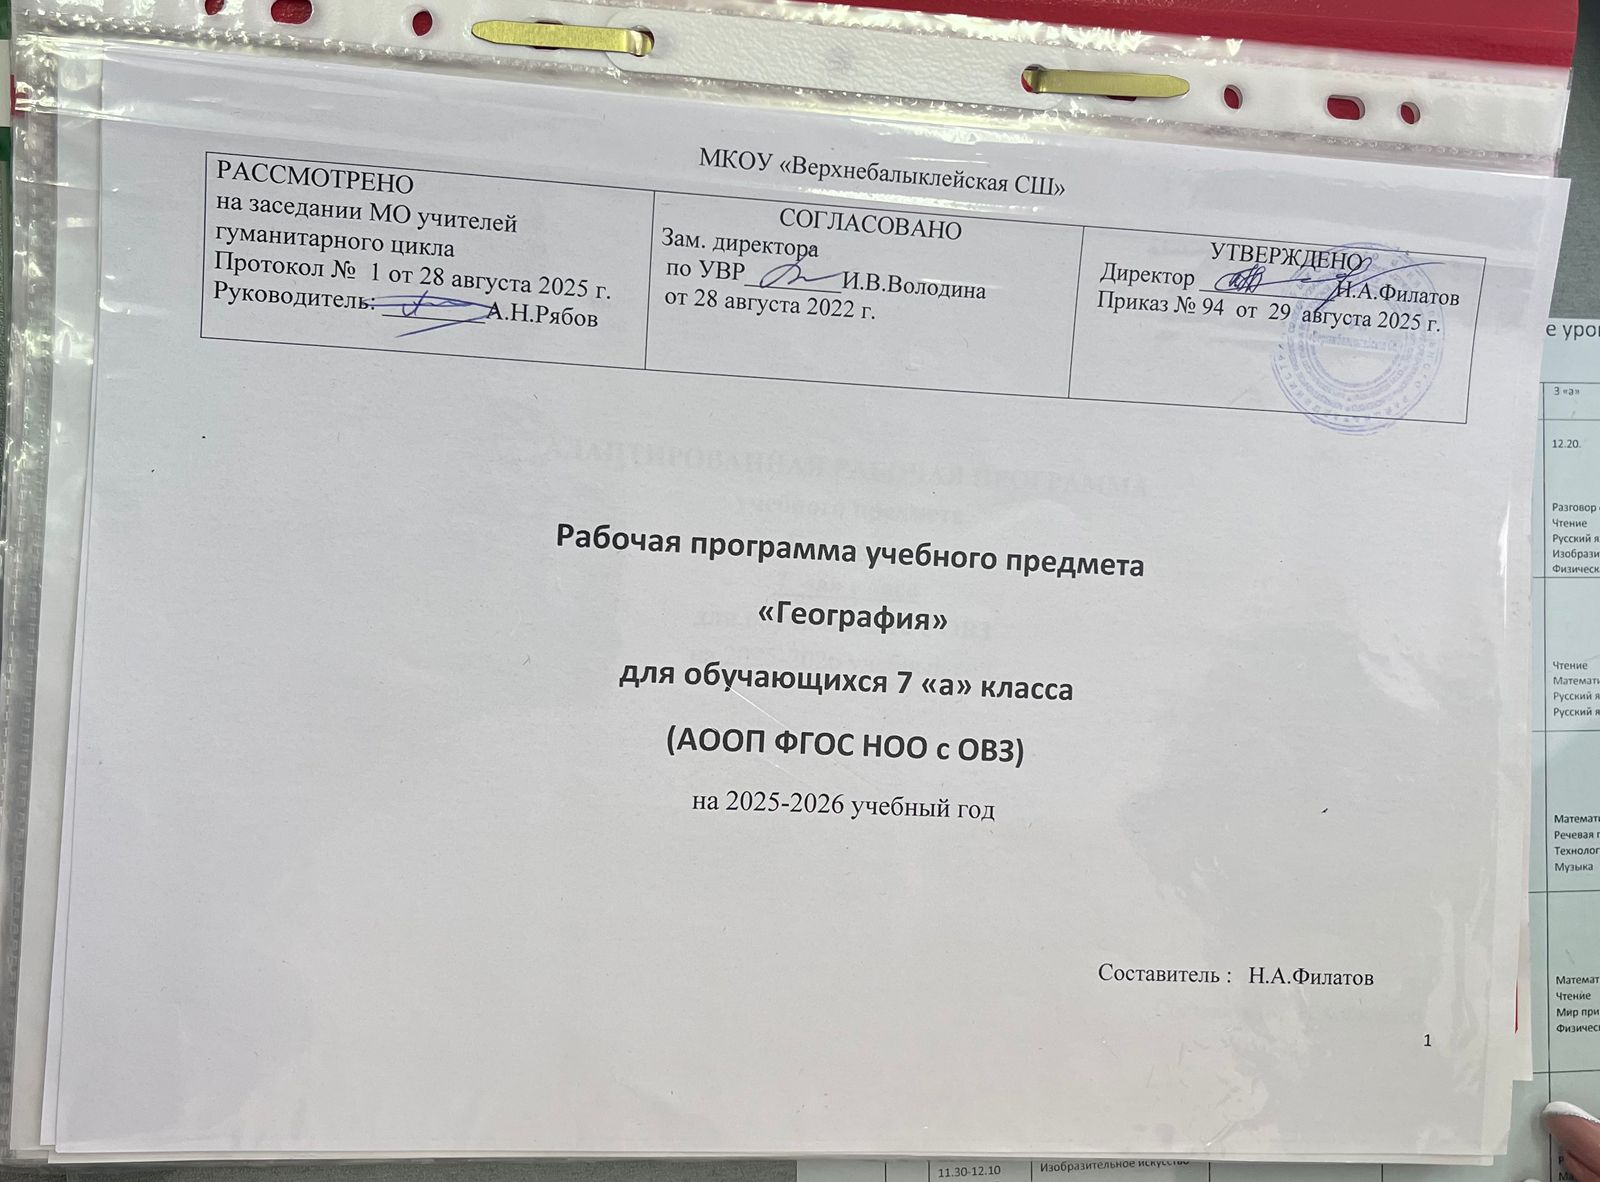 МКОУ «Верхнебалыклейская СШ»
РАССМОТРЕНО
на заседании МО учителей
гуманитарного цикла
Протокол № 1 от 28 августа 2025 г.
Руководитель:________А.Н.Рябов
СОГЛАСОВАНО
Зам. директора
по УВР_______И.В.Володина
от 28 августа 2022 г.
УТВЕРЖДЕНО
Директор __________Н.А.Филатов
Приказ № 94 от 29 августа 2025 г.
Рабочая программа учебного предмета
«География»
для обучающихся 7 «а» класса
(АООП ФГОС НОО с ОВЗ)
на 2025-2026 учебный год
Составитель : Н.А.Филатов
1
е уро
3 «а»
12.20.
Разговор
Чтение
Русский я
Изобрази
Физическ
Чтение
Математи
Русский я
Русский я
Математ
Речевая п
Технолог
Музыка
Математ
Чтение
Мир при
Физичес
11.30-12.10
Изобразительное искусство